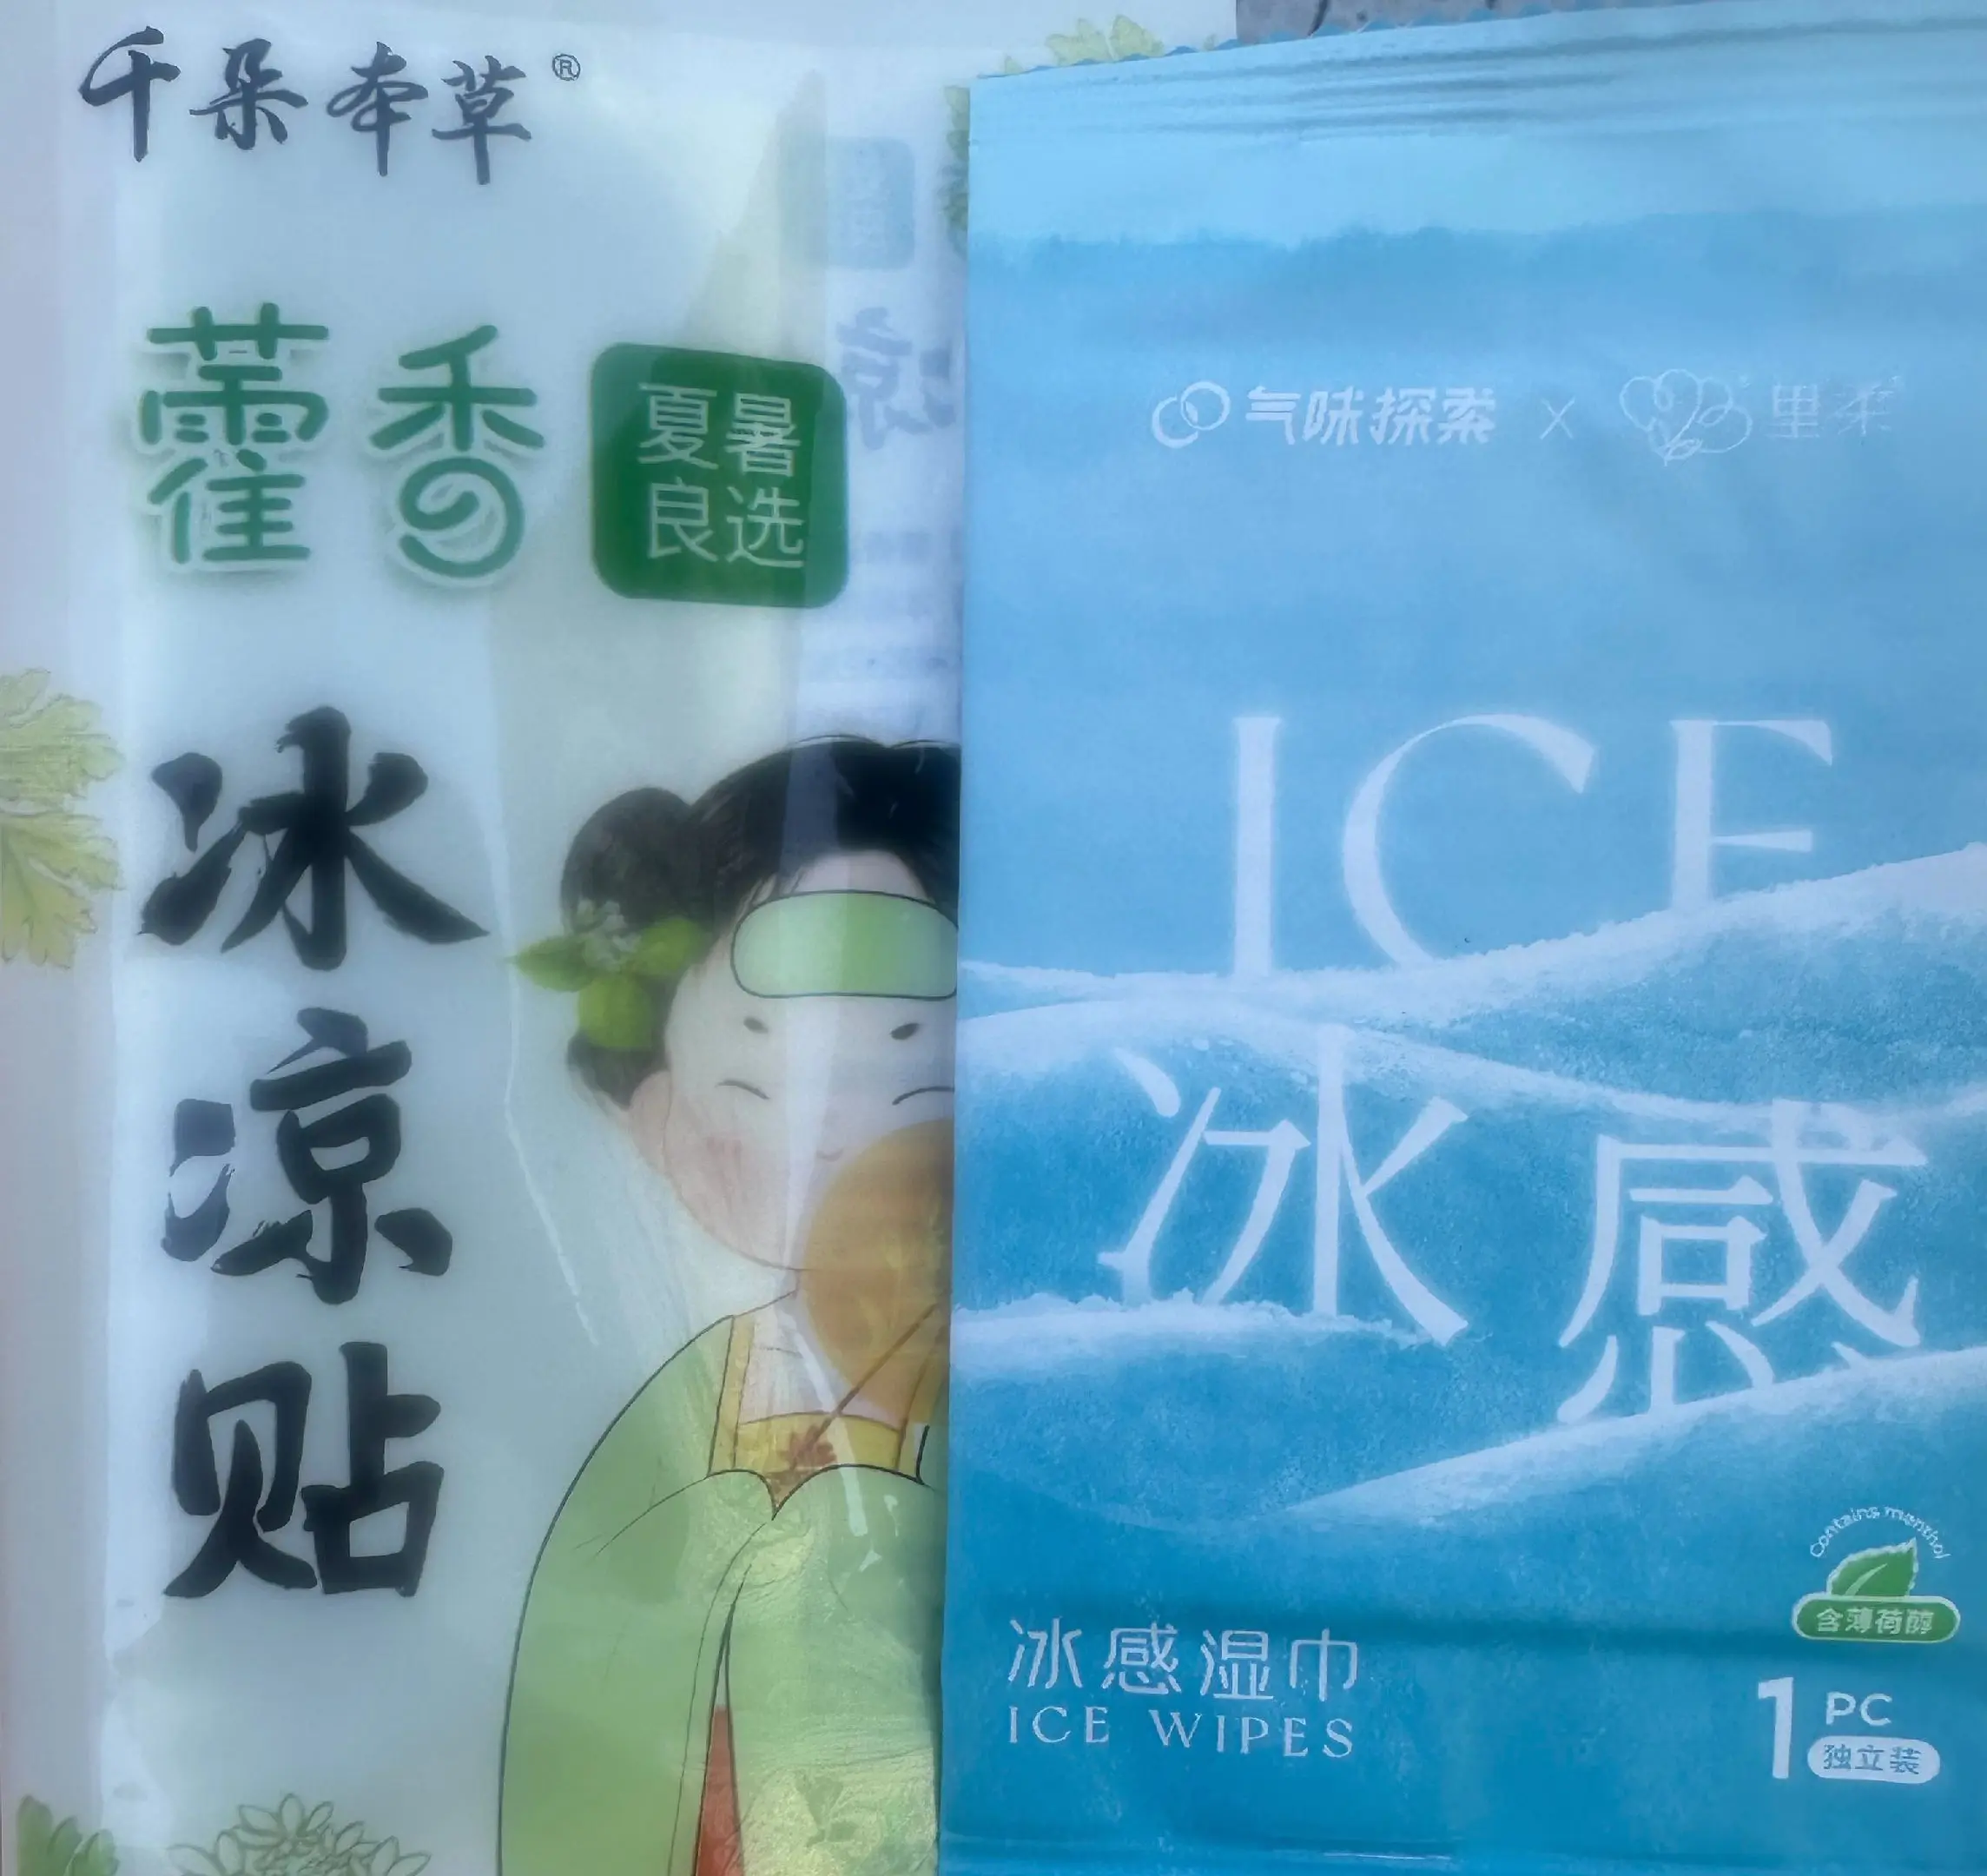 千朵本草®
藿香
夏暑
良选
冰凉贴
气味探索 X 里柔
ICE
冰感
Contains menthol
含薄荷醇
冰感湿巾
ICE WIPES
1 PC
独立装